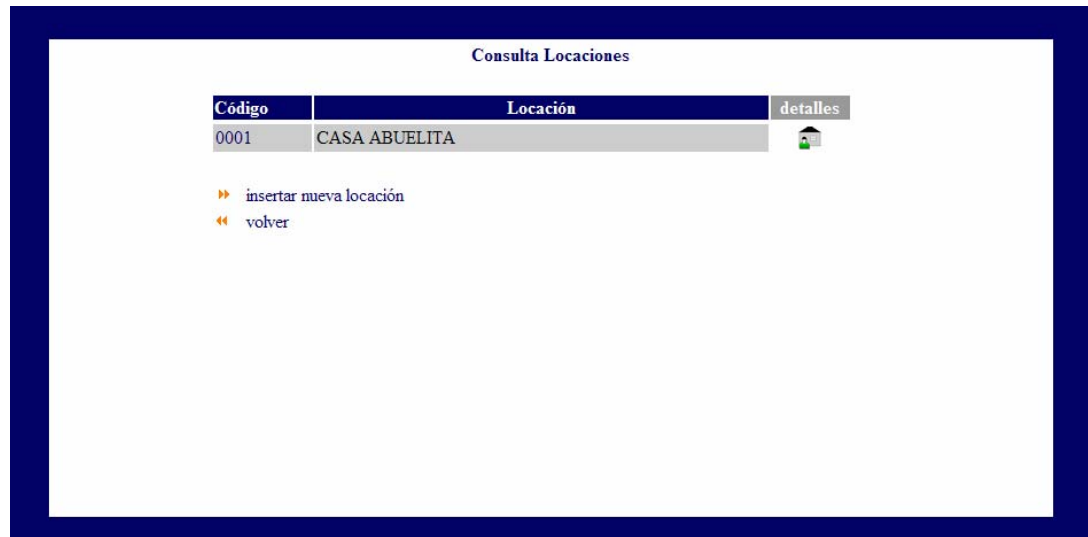 Consulta Locaciones
Código Locación detalles
0001 CASA ABUELITA
insertar nueva locación
volver